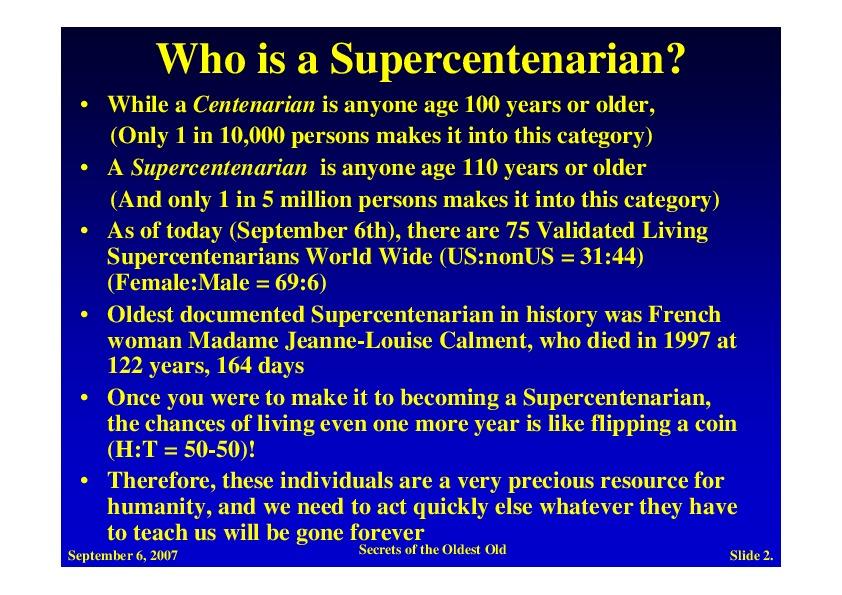 Who is a Supercentenarian?
• While a Centenarian is anyone age 100 years or older,
(Only 1 in 10,000 persons makes it into this category)
• A Supercentenarian is anyone age 110 years or older
(And only 1 in 5 million persons makes it into this category)
• As of today (September 6th), there are 75 Validated Living
Supercentenarians World Wide (US:nonUS = 31:44)
(Female:Male = 69:6)
• Oldest documented Supercentenarian in history was French
woman Madame Jeanne-Louise Calment, who died in 1997 at
122 years, 164 days
• Once you were to make it to becoming a Supercentenarian,
the chances of living even one more year is like flipping a coin
(H:T = 50-50)!
• Therefore, these individuals are a very precious resource for
humanity, and we need to act quickly else whatever they have
to teach us will be gone forever
September 6, 2007
Secrets of the Oldest Old
Slide 2.